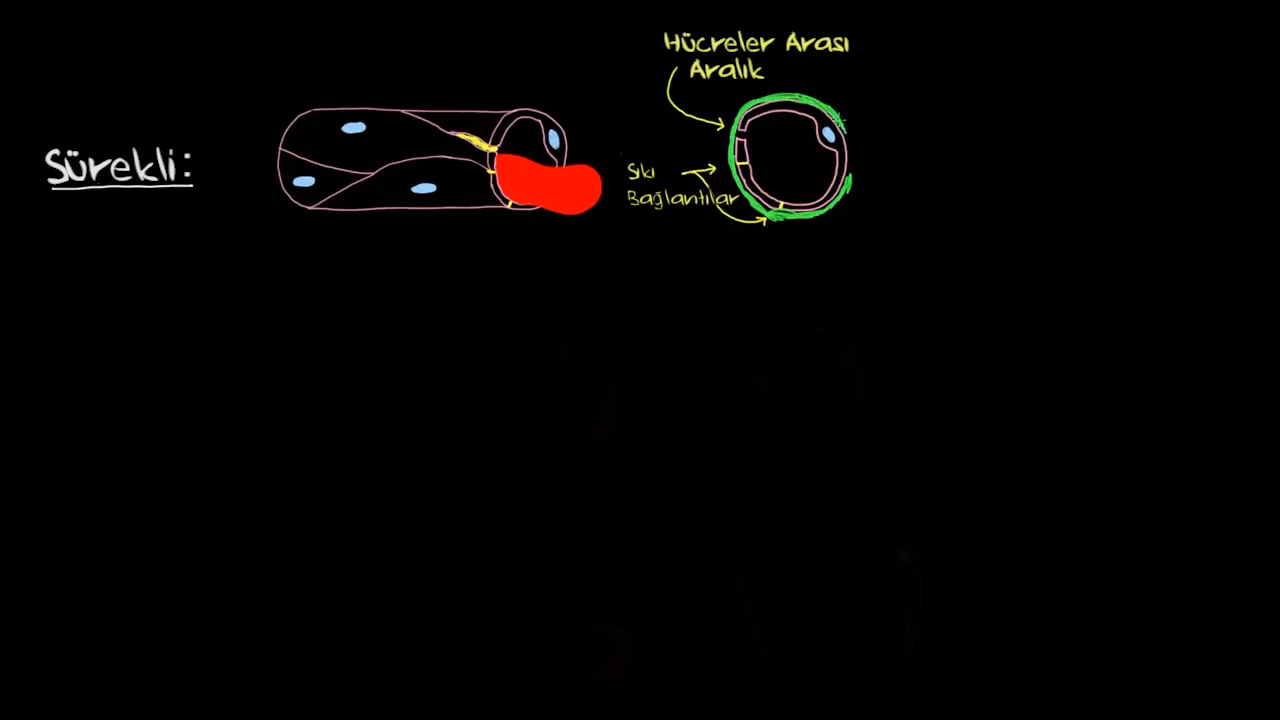 Hücreler Arası
Aralık
Sürekli:
Sıkı
Bağlantılar